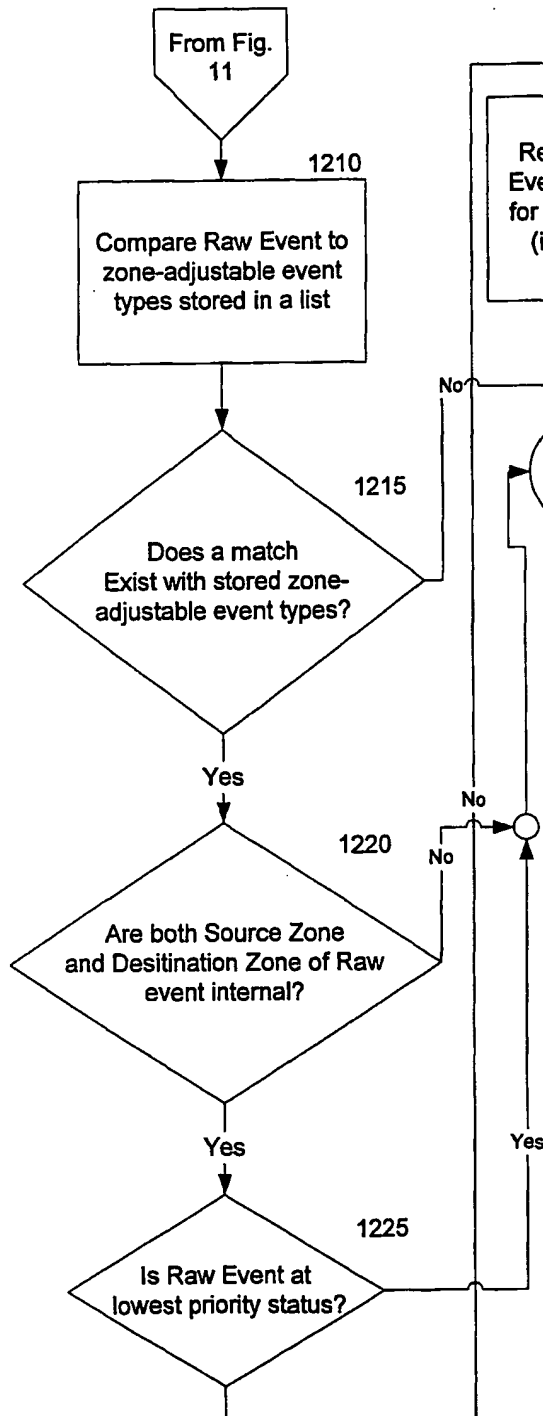 From Fig.
11
1210
Compare Raw Event to
zone-adjustable event
types stored in a list
No
1215
Does a match
Exist with stored zone-
adjustable event types?
Yes
No
1220
No
Are both Source Zone
and Desitination Zone of Raw
event internal?
Yes
Yes
1225
Is Raw Event at
lowest priority status?
for